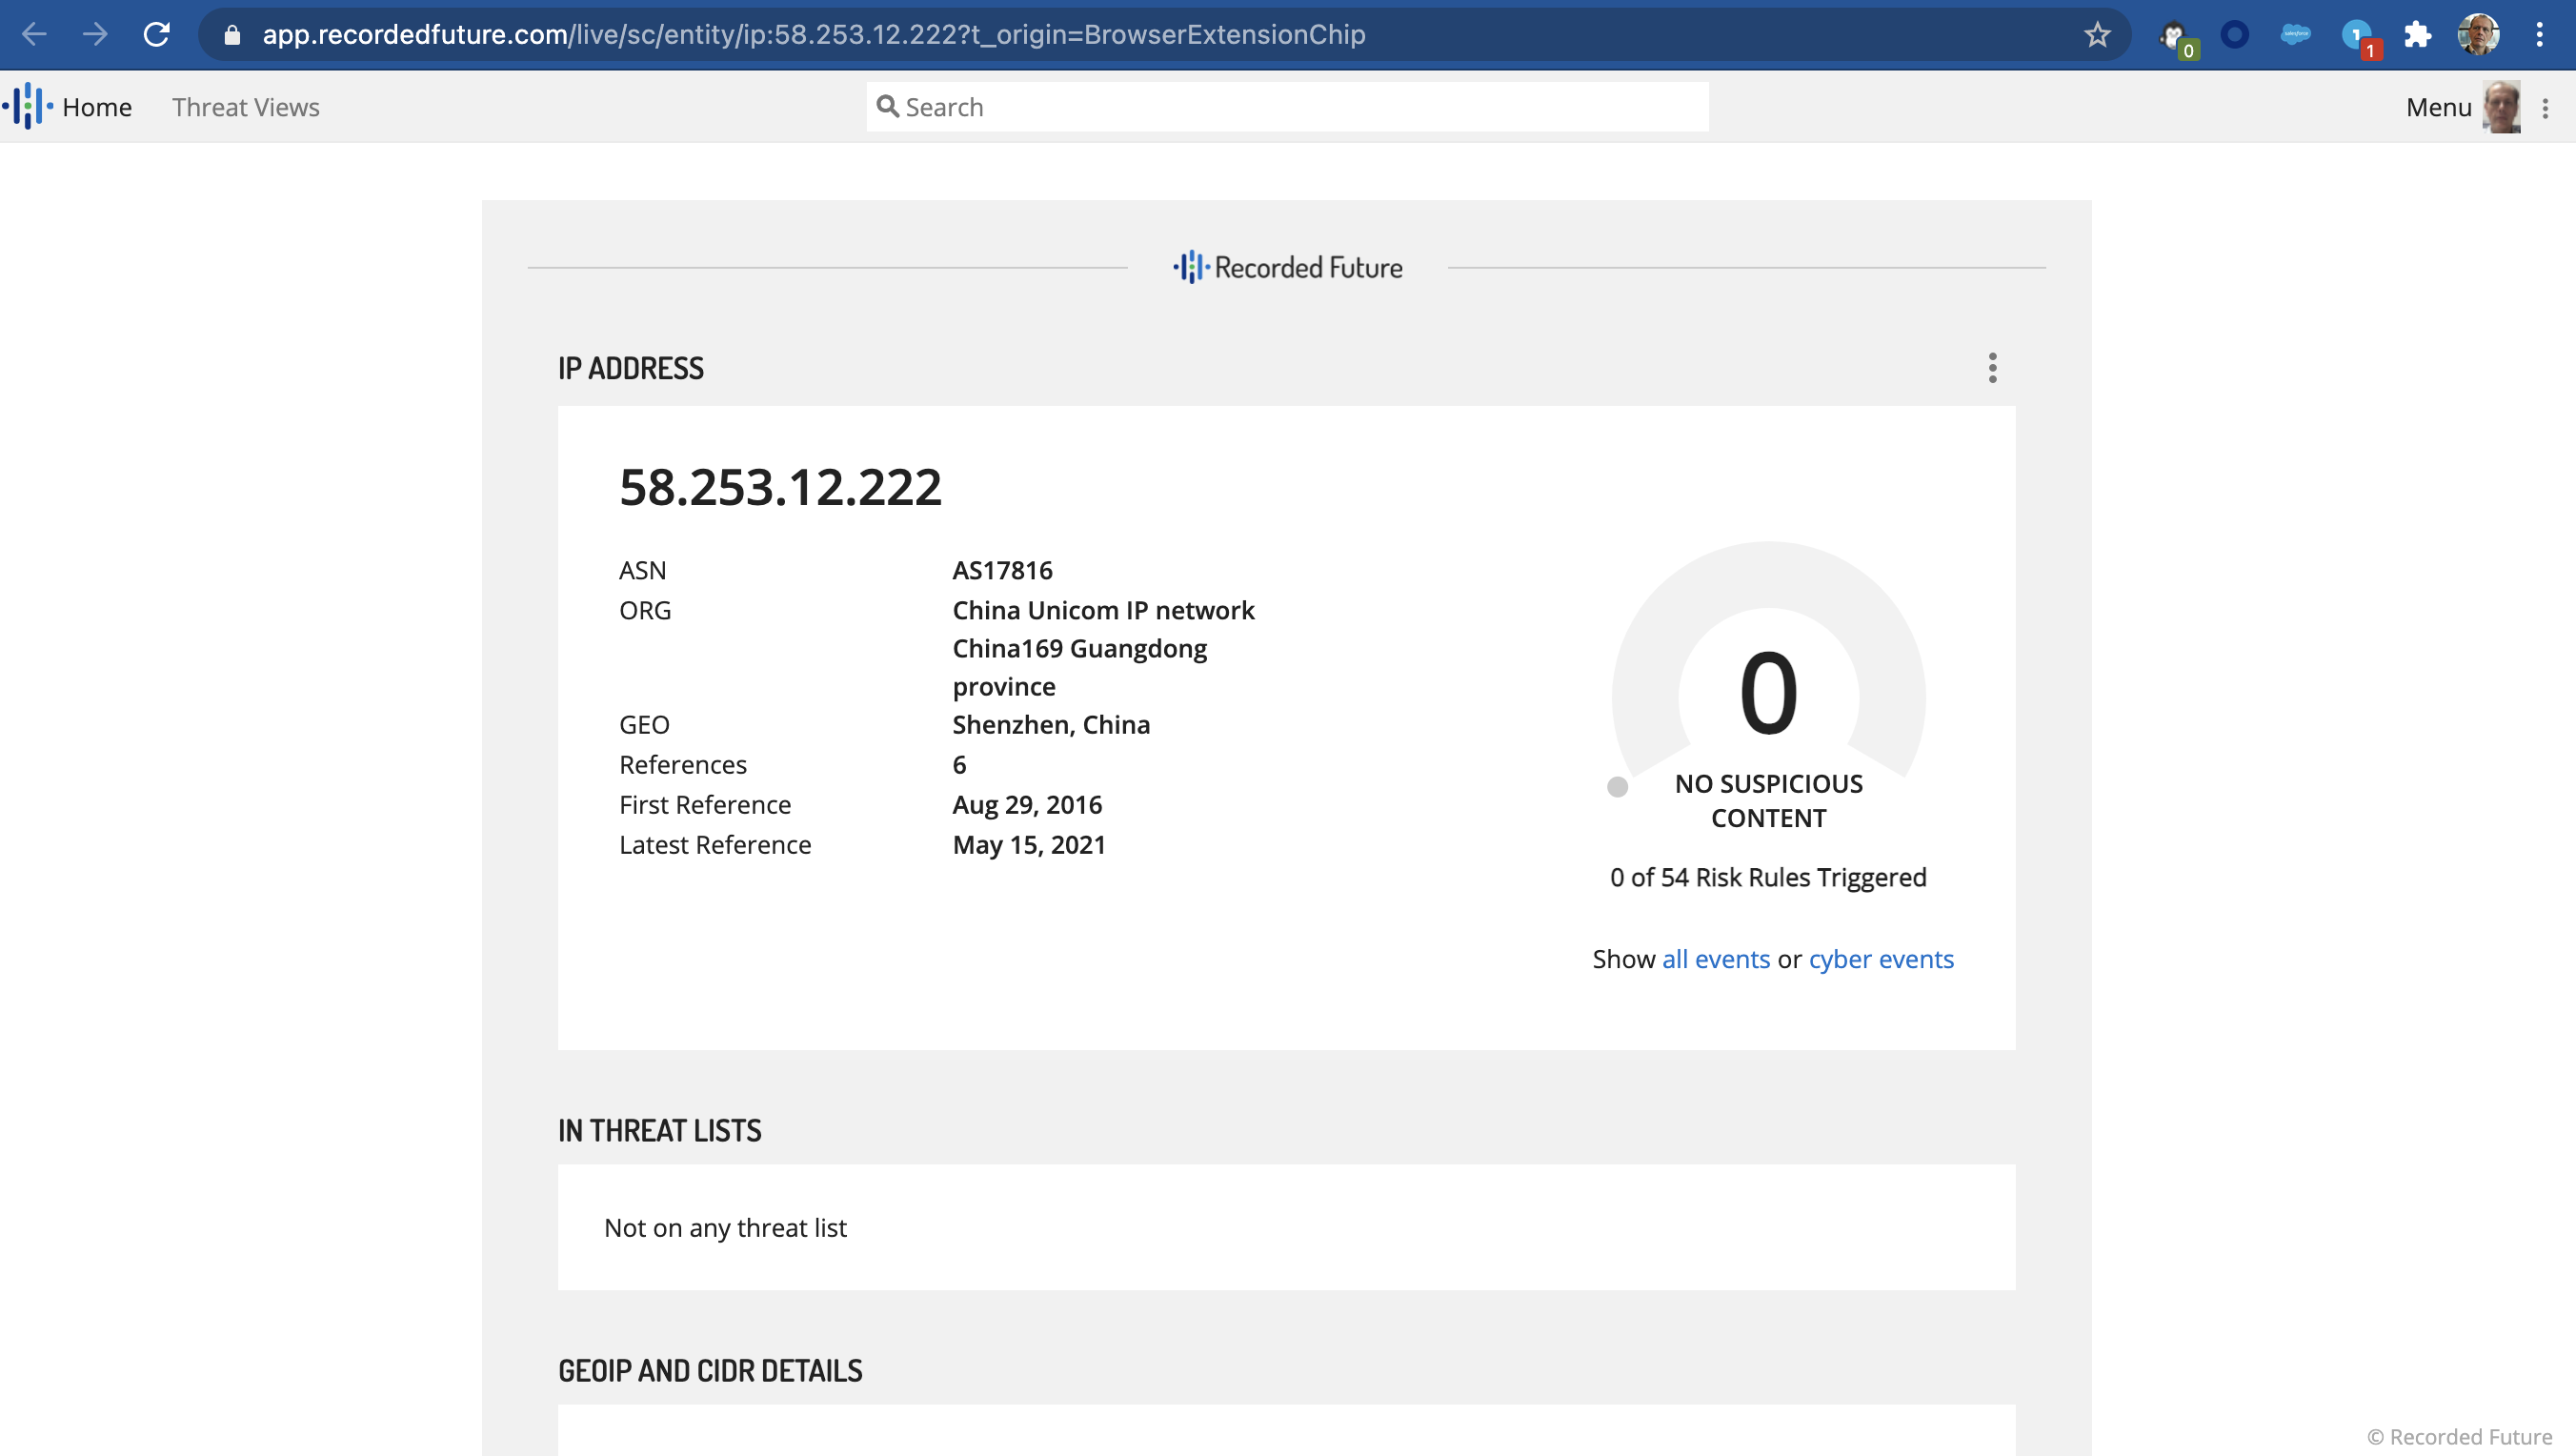 app.recordedfuture.com/live/sc/entity/ip:58.253.12.222?t_origin=BrowserExtensionChip
0
salesforce
1
1
Home
Threat Views
Search
Menu
Recorded Future
IP ADDRESS
58.253.12.222
ASN AS17816
ORG China Unicom IP network
China169 Guangdong
province
GEO Shenzhen, China
References 6
First Reference Aug 29, 2016
Latest Reference May 15, 2021
0
NO SUSPICIOUS
CONTENT
0 of 54 Risk Rules Triggered
Show all events or cyber events
IN THREAT LISTS
Not on any threat list
GEOIP AND CIDR DETAILS
© Recorded Future